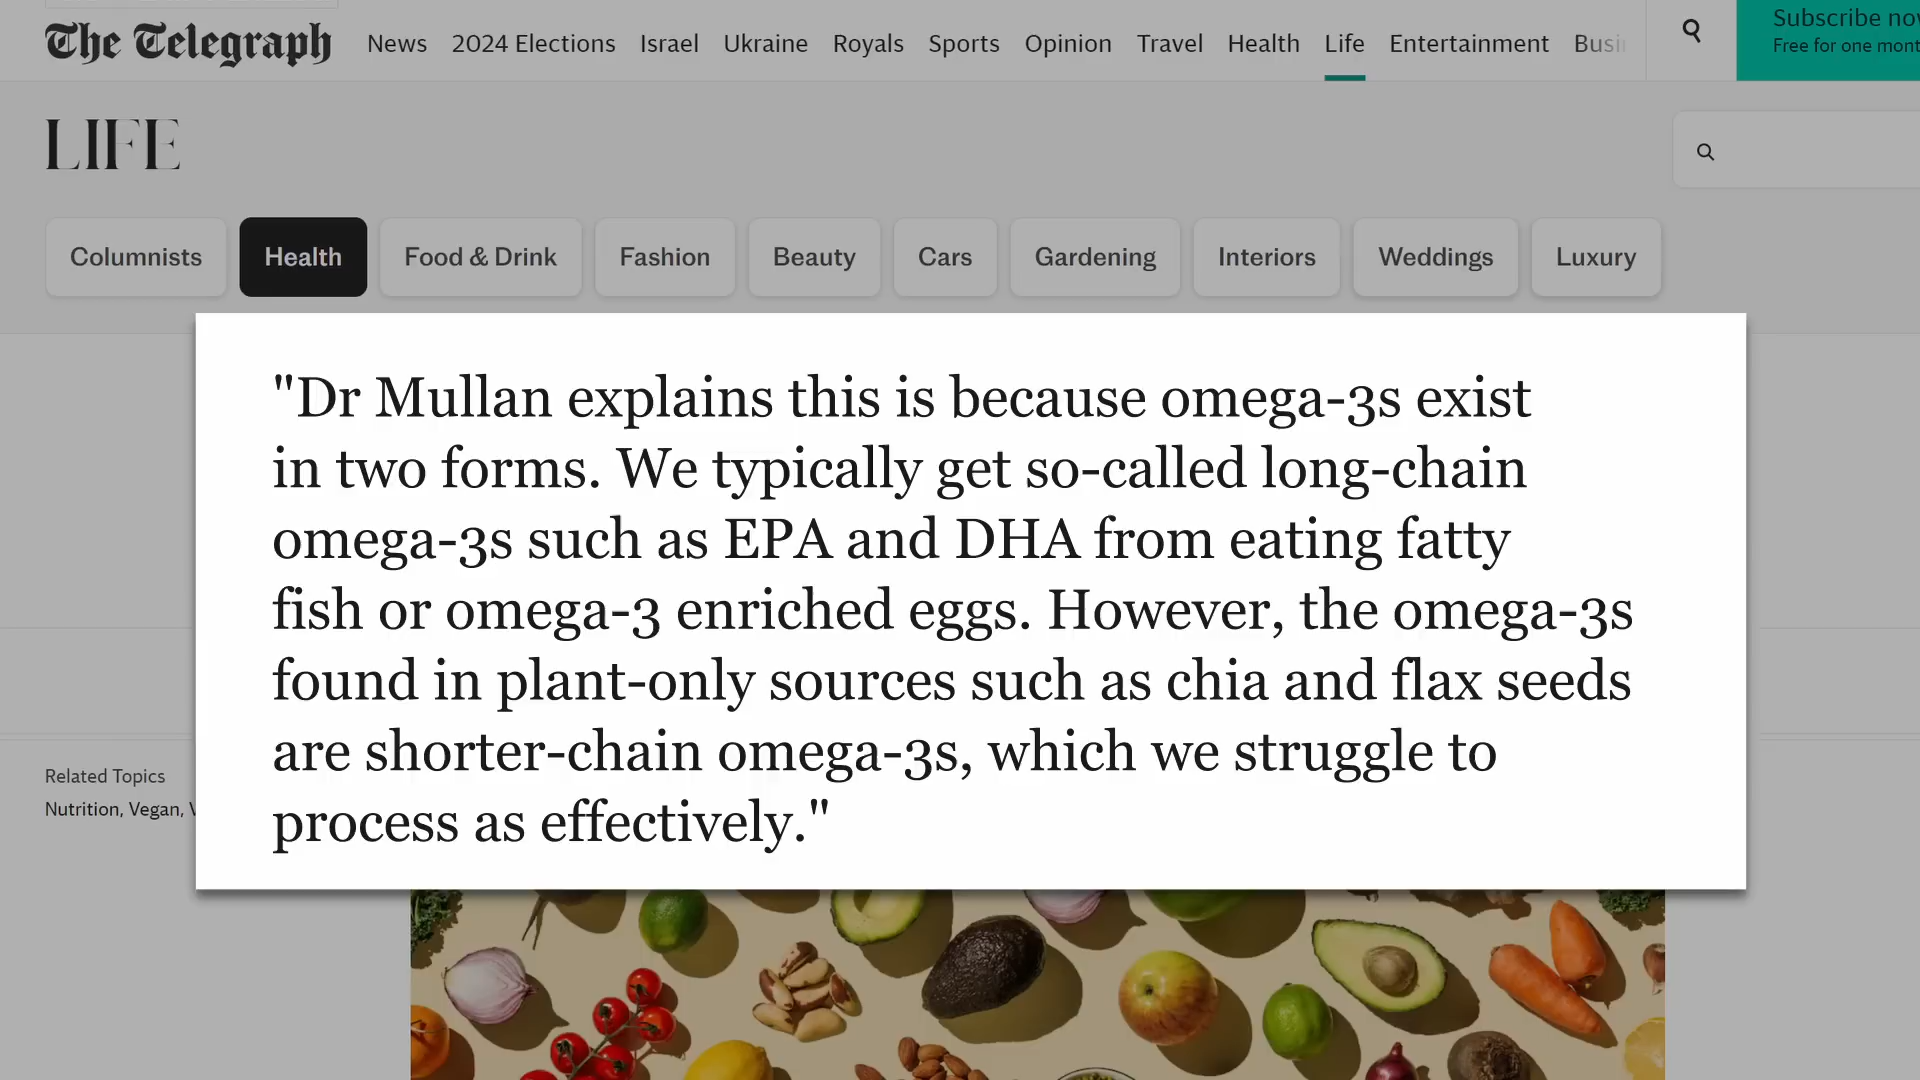 The Telegraph
News 2024 Elections Israel Ukraine Royals Sports Opinion Travel Health Life Entertainment
Subscribe
Free for one
LIFE
Columnists Health Food & Drink Fashion Beauty Cars Gardening Interiors Weddings Luxury
"Dr Mullan explains this is because omega-3s exist
in two forms. We typically get so-called long-chain
omega-3s such as EPA and DHA from eating fatty
fish or omega-3 enriched eggs. However, the omega-3s
found in plant-only sources such as chia and flax seeds
are shorter-chain omega-3s, which we struggle to
process as effectively."
Related Topics
Nutrition, Vegan,